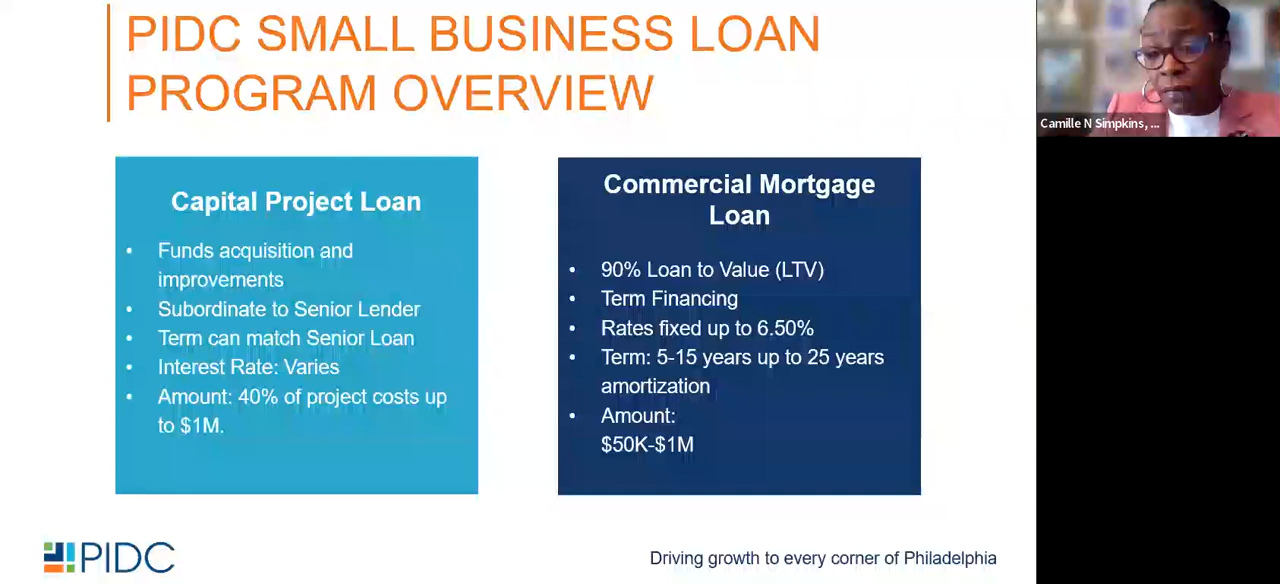 PIDC SMALL BUSINESS LOAN
PROGRAM OVERVIEW
Capital Project Loan
• Funds acquisition and
improvements
• Subordinate to Senior Lender
• Term can match Senior Loan
• Interest Rate: Varies
• Amount: 40% of project costs up
to $1M.
Commercial Mortgage
Loan
• 90% Loan to Value (LTV)
• Term Financing
• Rates fixed up to 6.50%
• Term: 5-15 years up to 25 years
amortization
• Amount:
$50K-$1M
PIDC
Driving growth to every corner of Philadelphia
Camille N Simpkins, ...